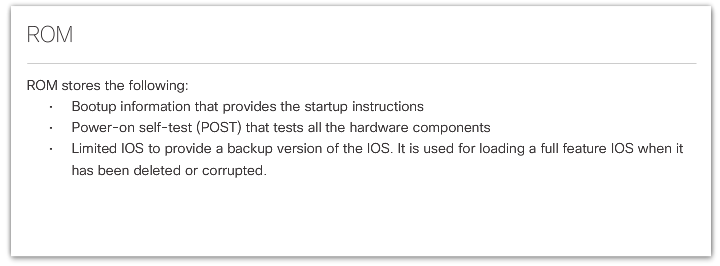 ROM
ROM stores the following:
· Bootup information that provides the startup instructions
· Power-on self-test (POST) that tests all the hardware components
· Limited IOS to provide a backup version of the IOS. It is used for loading a full feature IOS when it
has been deleted or corrupted.